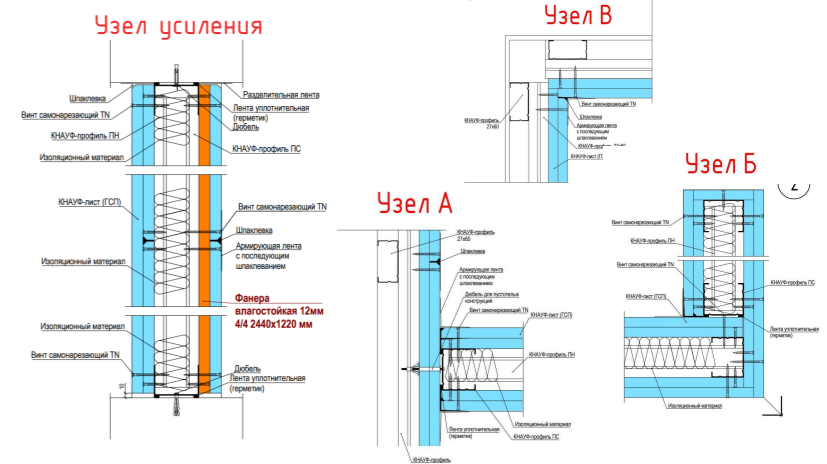 Узел усиления
Шпаклевка
Винт самонарезающий TN
КНАУФ-профиль ПН
Изоляционный материал
Разделительная лента
Лента уплотнительная
(герметик)
Дюбель
КНАУФ-профиль ПС
КНАУФ-лист (ГСП)
Винт самонарезающий TN
Шпаклевка
Армирующая лента
с последующим
шпаклеванием
Изоляционный материал
Фанера
влагостойкая 12мм
4/4 2440х1220 мм
Изоляционный материал
Винт самонарезающий TN
Дюбель
Лента уплотнительная
(герметик)
10
Узел В
КНАУФ-профиль
27х60
Винт самонарезающий TN
Шпаклевка
Армирующая лента
с последующим
шпаклеванием
КНАУФ-лист (ГС
Узел А
КНАУФ-профиль
27х60
Шпаклевка
Армирующая лента
с последующим
шпаклеванием
Дюбель для пустотелых
конструкций
Винт самонарезающий TN
КНАУФ-лист (ГСП)
КНАУФ-профиль ПН
Изоляционный материал
Лента уплотнительная
(герметик)
КНАУФ-профиль ПС
КНАУФ-профиль
Узел Б
2
Винт самонарезающий TN
КНАУФ-профиль ПН
Винт самонарезающий TN
КНАУФ-профиль ПС
КНАУФ-лист (ГСП)
Лента уплотнительная
(герметик)
Изоляционный материал